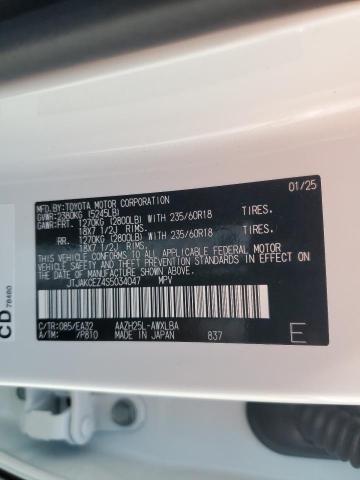 MFD.BY:TOYOTA MOTOR CORPORATION 01/25
GVWR:2380KG (5245LB)
GAWR:FRT. 1270KG (2800LB) WITH 235/60R18 TIRES.
18X7 1/2J RIMS.
RR. 1270KG (2800LB) WITH 235/60R18 TIRES.
18X7 1/2J RIMS.
THIS VEHICLE CONFORMS TO ALL APPLICABLE FEDERAL MOTOR
VEHICLE SAFETY AND THEFT PREVENTION STANDARDS IN EFFECT
ON THE DATE OF MANUFACTURE SHOWN ABOVE.
JTJAKCEZ4S5034047 MPV
C/TR:085/EA32 AAZH25L-AWXLBA
A/TM: /P810 MADE IN JAPAN 837
E
CD 78480